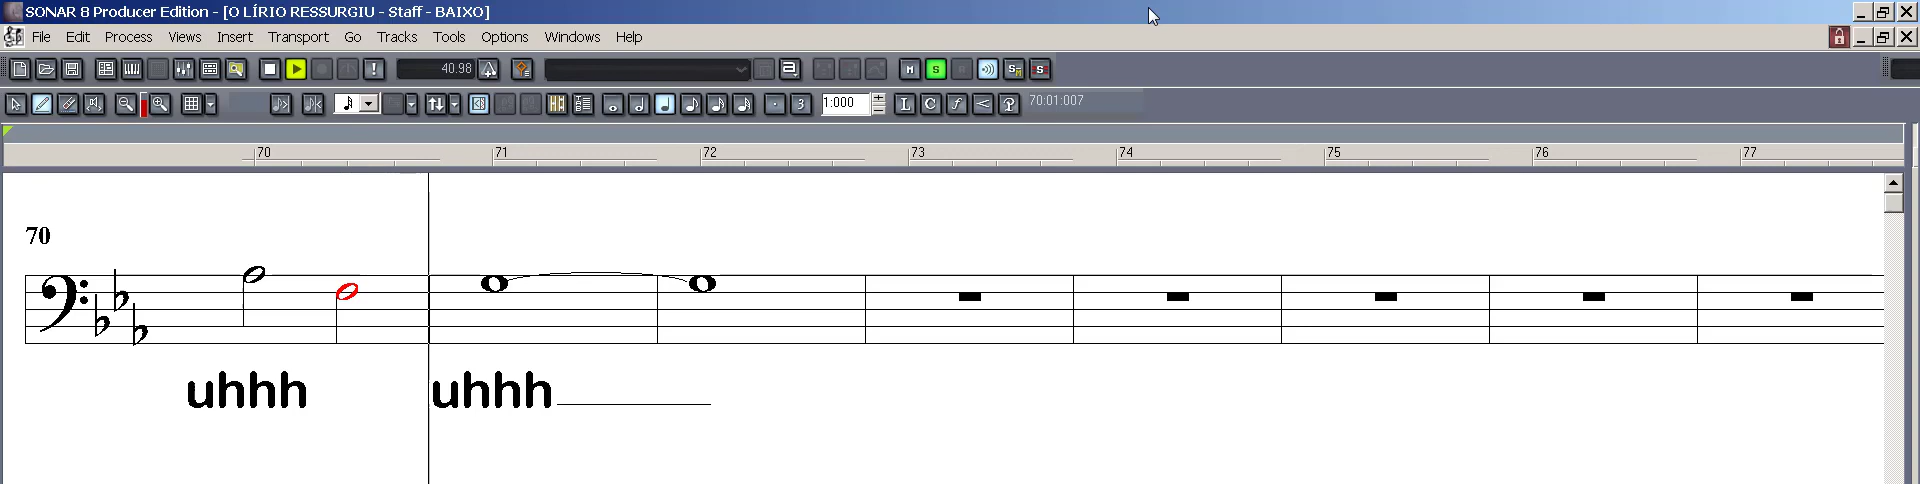 SONAR 8 Producer Edition - [O LÍRIO RESSURGIU - Staff - BAIXO]
File Edit Process Views Insert Transport Go Tracks Tools Options Windows Help
40.98 M S R
3 1:000 L C f 70:01:007
70 71 72 73 74 75 76 77
70
uhhh uhhh